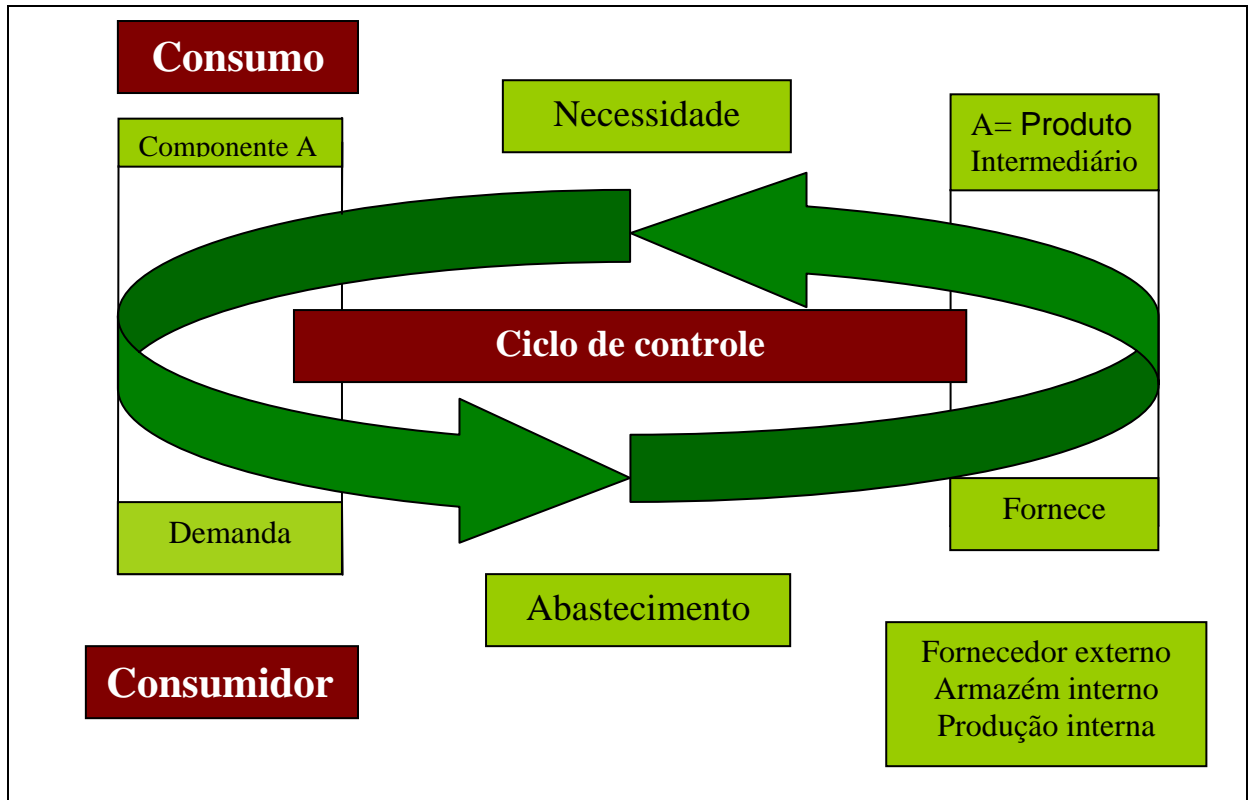 Consumo
Necessidade
A= Produto
Intermediário
Componente A
Ciclo de controle
Demanda
Fornece
Abastecimento
Consumidor
Fornecedor externo
Armazém interno
Produção interna